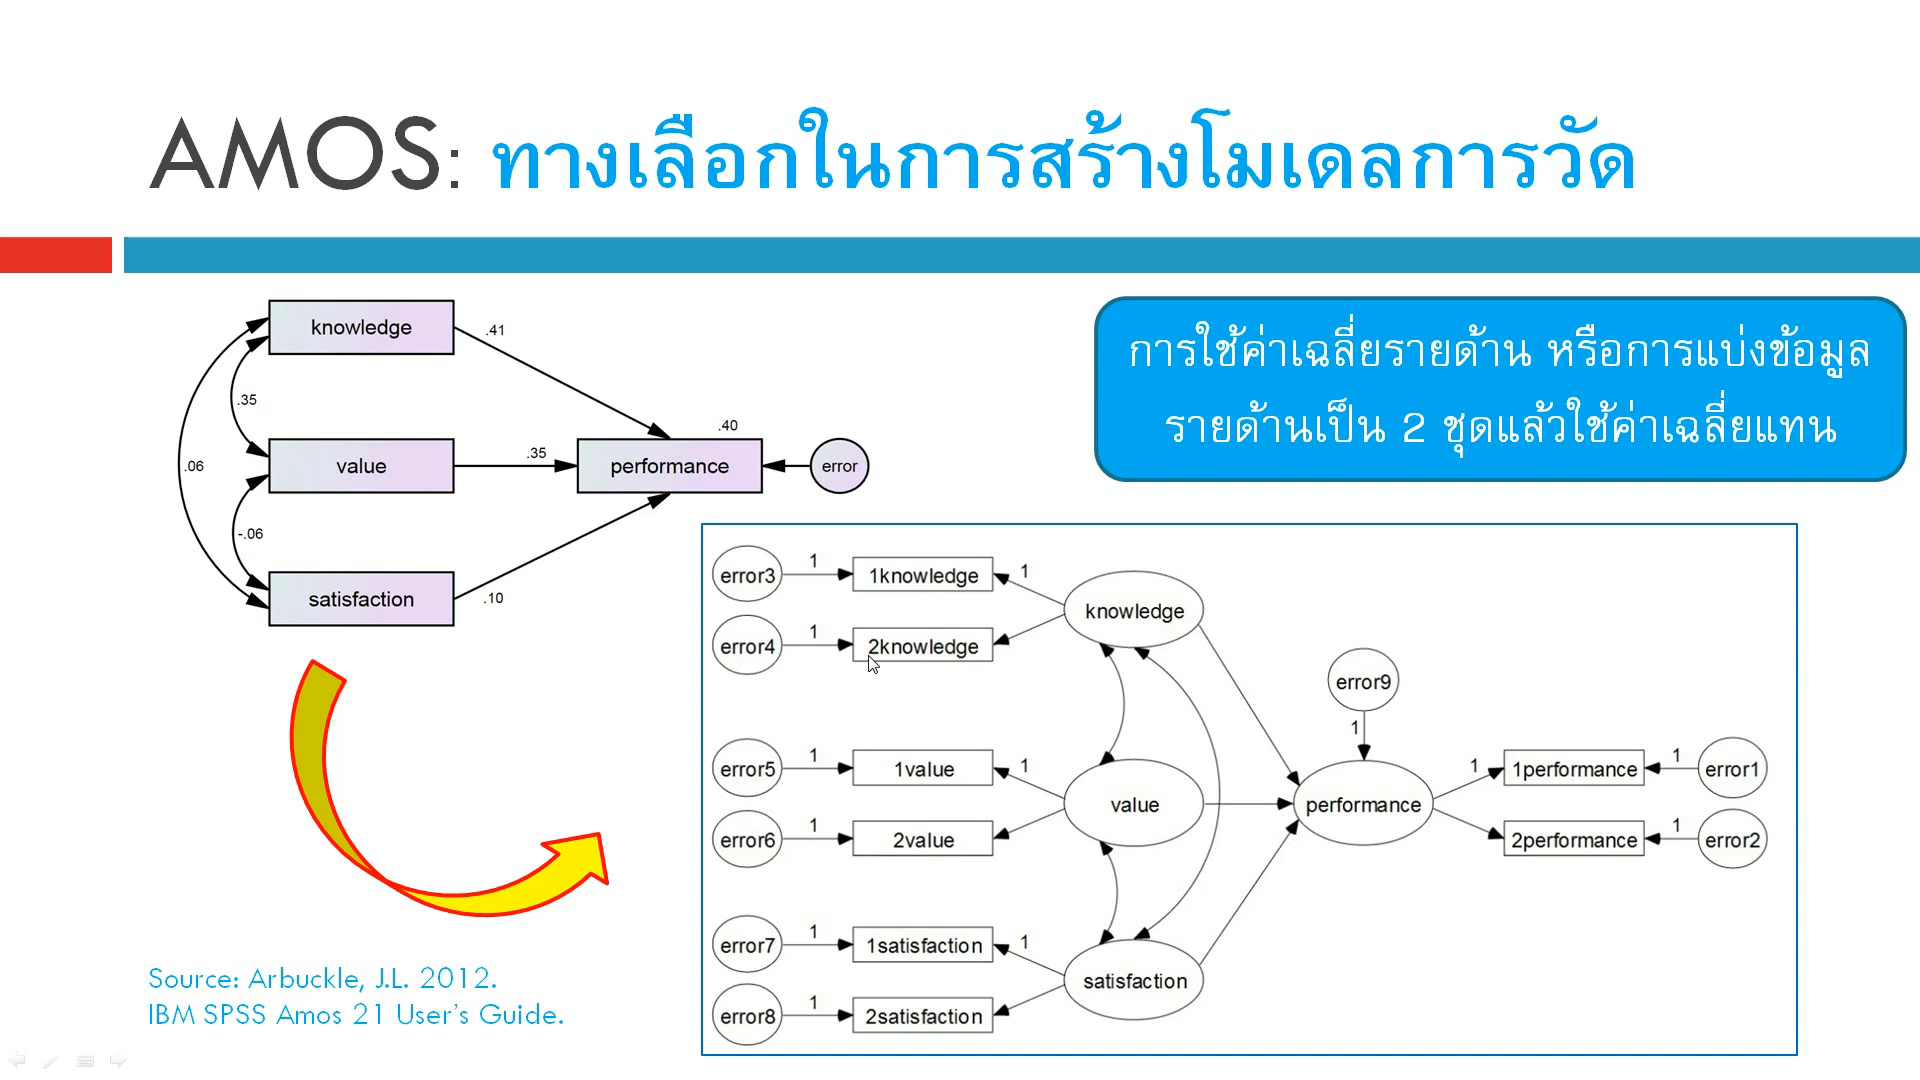 AMOS: ทางเลือกในการสร้างโมเดลการวัด
knowledge
.41
.35
.40
value
.35
performance
error
.06
-.06
satisfaction
.10
การใช้ค่าเฉลี่ยรายด้าน หรือการแบ่งข้อมูล
รายด้านเป็น 2 ชุดแล้วใช้ค่าเฉลี่ยแทน
error3
1
1knowledge
1
knowledge
error4
1
2knowledge
error9
1
error5
1
1value
1
value
performance
1
1performance
1
error1
error6
1
2value
2performance
1
error2
error7
1
1satisfaction
1
satisfaction
error8
1
2satisfaction
Source: Arbuckle, J.L. 2012.
IBM SPSS Amos 21 User’s Guide.